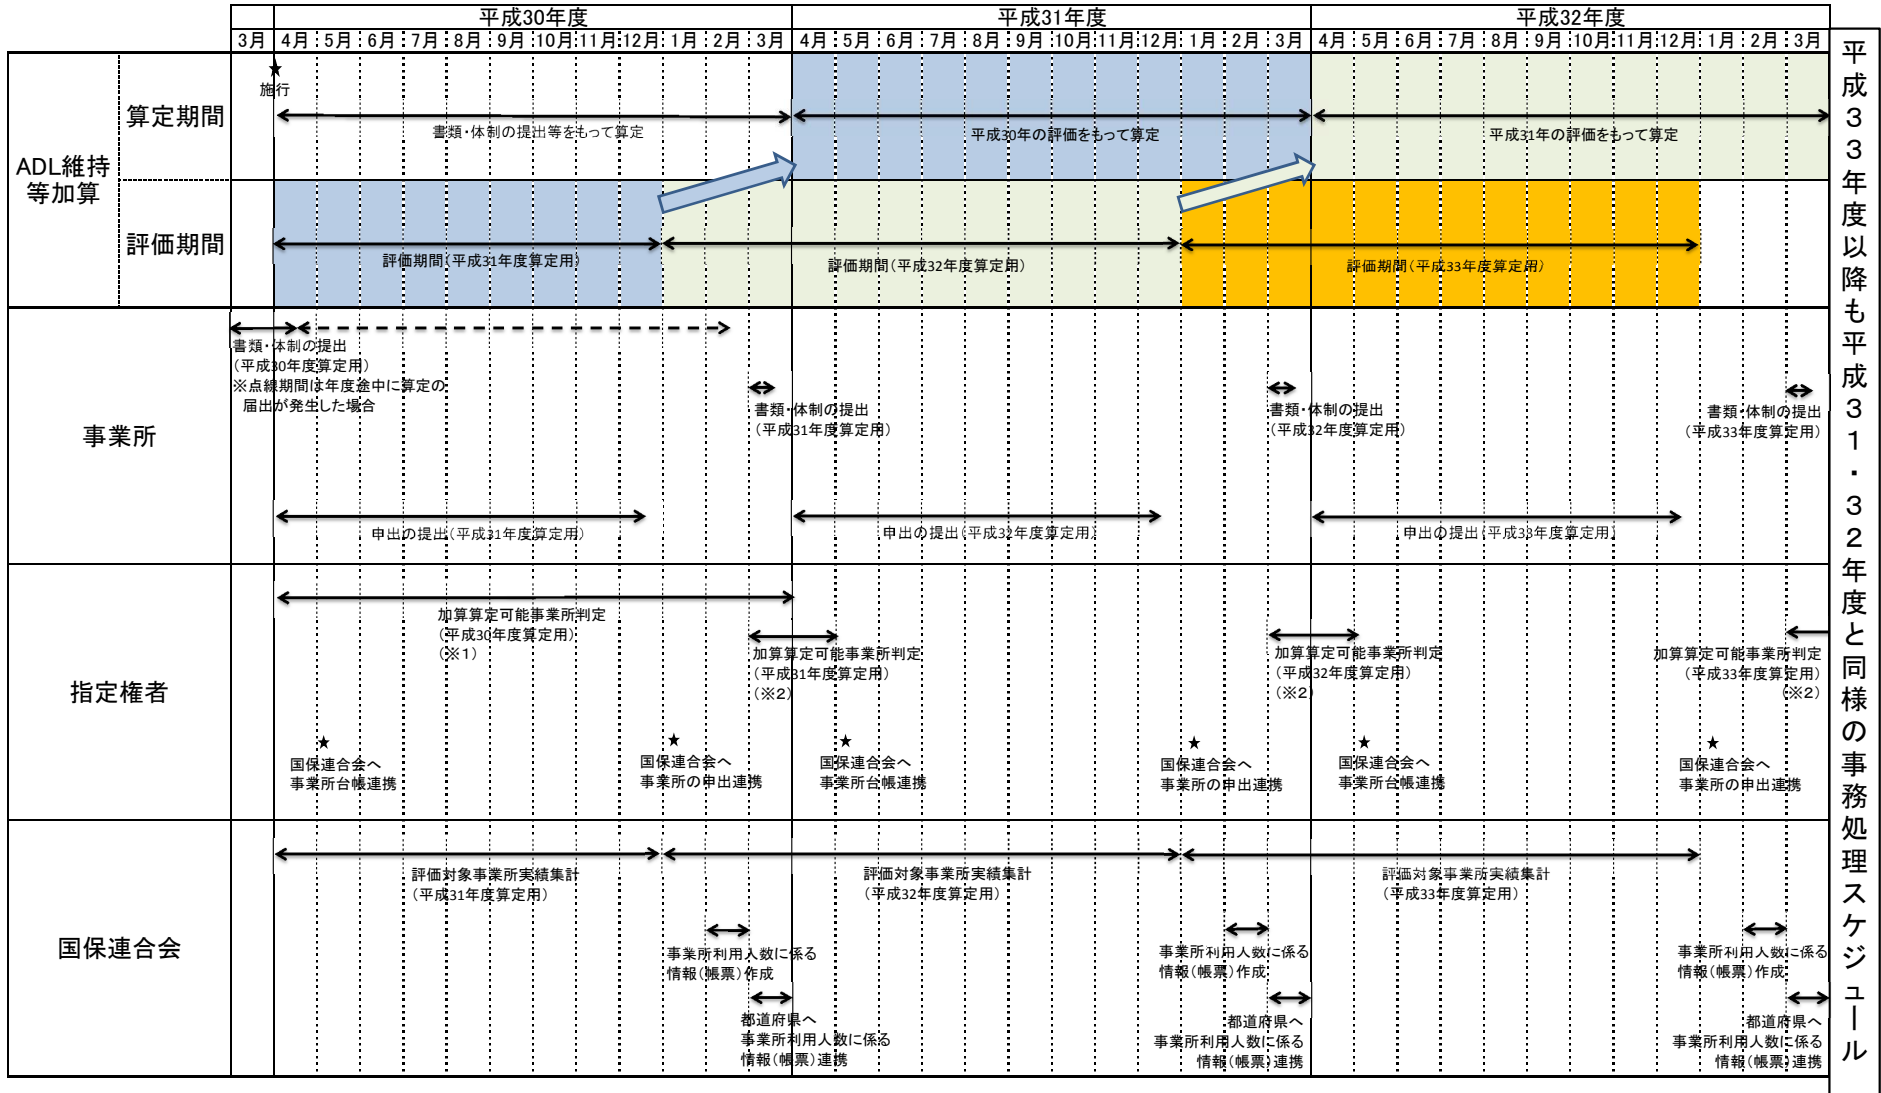 平成30年度
平成31年度
平成32年度
3月 4月 5月 6月 7月 8月 9月 10月 11月 12月 1月 2月 3月 4月 5月 6月 7月 8月 9月 10月 11月 12月 1月 2月 3月 4月 5月 6月 7月 8月 9月 10月 11月 12月 1月 2月 3月
ADL維持
等加算
算定期間
★
施行
書類・体制の提出等をもって算定
平成30年の評価をもって算定
平成31年の評価をもって算定
評価期間
評価期間(平成31年度算定用)
評価期間(平成32年度算定用)
評価期間(平成33年度算定用)
事業所
書類・体制の提出
(平成30年度算定用)
※点線期間は年度途中に算定の
届出が発生した場合
書類・体制の提出
(平成31年度算定用)
書類・体制の提出
(平成32年度算定用)
書類・体制の提出
(平成33年度算定用)
申出の提出(平成31年度算定用)
申出の提出(平成32年度算定用)
申出の提出(平成33年度算定用)
指定権者
加算算定可能事業所判定
(平成30年度算定用)
(※1)
加算算定可能事業所判定
(平成31年度算定用)
(※2)
加算算定可能事業所判定
(平成32年度算定用)
(※2)
加算算定可能事業所判定
(平成33年度算定用)
(※2)
★
国保連合会へ
事業所台帳連携
★
国保連合会へ
事業所の申出連携
★
国保連合会へ
事業所台帳連携
★
国保連合会へ
事業所の申出連携
★
国保連合会へ
事業所台帳連携
★
国保連合会へ
事業所の申出連携
国保連合会
評価対象事業所実績集計
(平成31年度算定用)
評価対象事業所実績集計
(平成32年度算定用)
評価対象事業所実績集計
(平成33年度算定用)
事業所利用人数に係る
情報(帳票)作成
事業所利用人数に係る
情報(帳票)作成
事業所利用人数に係る
情報(帳票)作成
都道府県へ
事業所利用人数に係る
情報(帳票)連携
都道府県へ
事業所利用人数に係る
情報(帳票)連携
都道府県へ
事業所利用人数に係る
情報(帳票)連携
平成33年度以降も平成31・32年度と同様の事務処理スケジュール